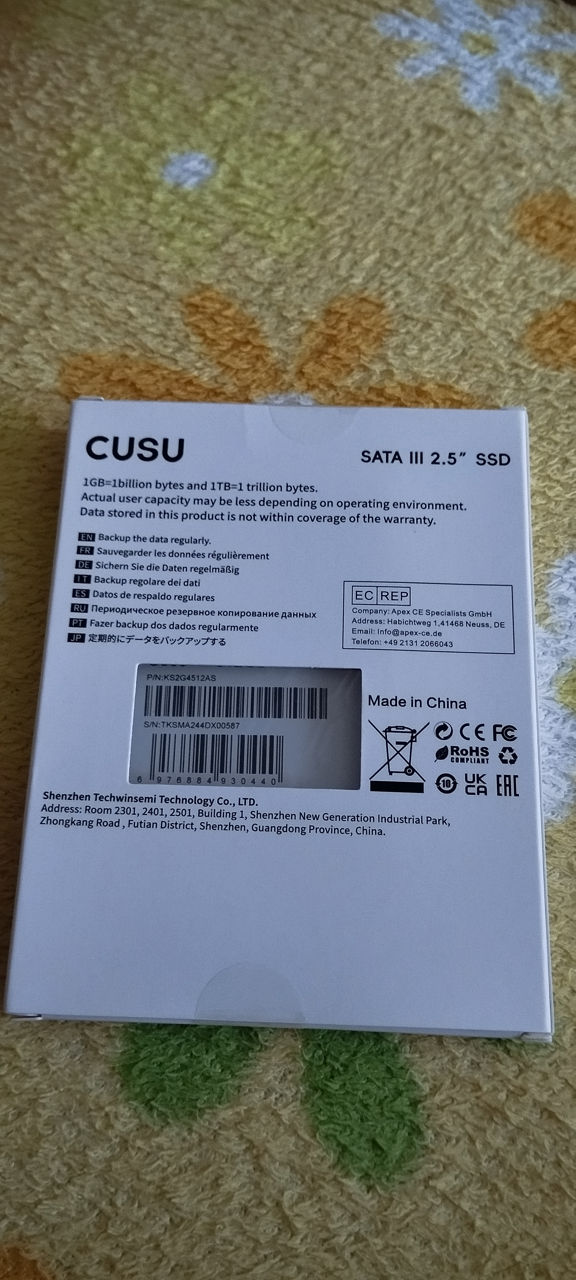 CUSU
SATA III 2.5" SSD
1GB=1billion bytes and 1TB=1 trillion bytes.
Actual user capacity may be less depending on operating environment.
Data stored in this product is not within coverage of the warranty.
EN Backup the data regularly.
FR Sauvegarder les données régulièrement
DE Sichern Sie die Daten regelmäßig
IT Backup regolare dei dati
ES Datos de respaldo regulares
RU Периодическое резервное копирование данных
PT Fazer backup dos dados regularmente
JP 定期的にデータをバックアップする
EC REP
Company: Apex CE Specialists GmbH
Address: Habichtweg 1,41468 Neuss, DE
Email: Info@apex-ce.de
Telefon: +49 2131 2066043
P/N:KS2G4512AS
S/N:TKSMA244DX00587
6 976884 930440
Made in China
CE FC
RoHS
COMPLIANT
10 UK
CA EAC
Shenzhen Techwinsemi Technology Co., LTD.
Address: Room 2301, 2401, 2501, Building 1, Shenzhen New Generation Industrial Park,
Zhongkang Road , Futian District, Shenzhen, Guangdong Province, China.